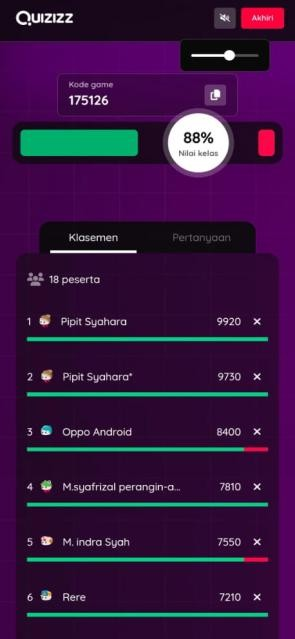 QUIZIZZ
Akhiri
Kode game
175126
88%
Nilai kelas
Klasemen Pertanyaan
18 peserta
1 Pipit Syahara 9920
2 Pipit Syahara* 9730
3 Oppo Android 8400
4 M.syafrizal perangin-a... 7810
5 M. indra Syah 7550
6 Rere 7210